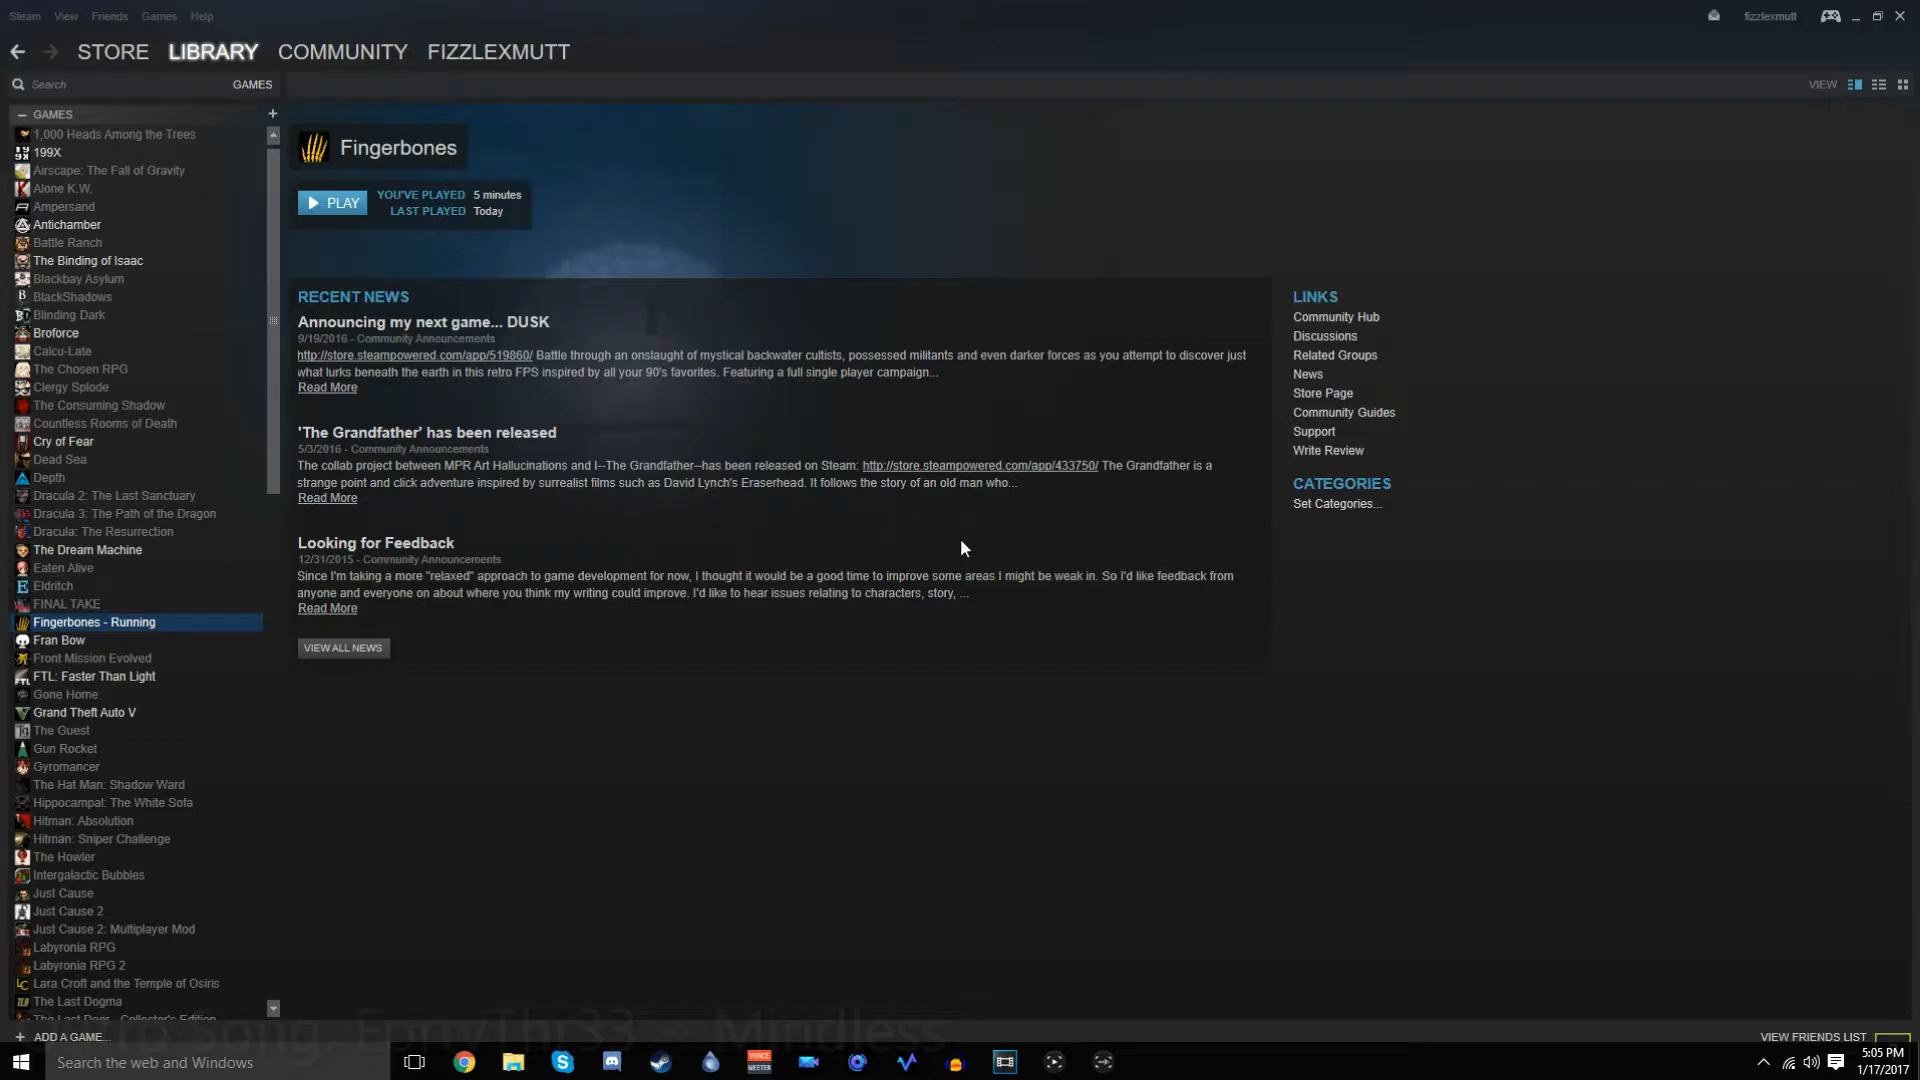 Steam View Friends Games Help fizzlexmutt
STORE LIBRARY COMMUNITY FIZZLEXMUTT
Search GAMES VIEW
GAMES
1,000 Heads Among the Trees
199X
Airscape: The Fall of Gravity
Alone K.W.
Ampersand
Antichamber
Battle Ranch
The Binding of Isaac
Blackbay Asylum
BlackShadows
Blinding Dark
Broforce
Calcu-Late
The Chosen RPG
Clergy Splode
The Consuming Shadow
Countless Rooms of Death
Cry of Fear
Dead Sea
Depth
Dracula 2: The Last Sanctuary
Dracula 3: The Path of the Dragon
Dracula: The Resurrection
The Dream Machine
Eaten Alive
Eldritch
FINAL TAKE
Fingerbones - Running
Fran Bow
Front Mission Evolved
FTL: Faster Than Light
Gone Home
Grand Theft Auto V
The Guest
Gun Rocket
Gyromancer
The Hat Man: Shadow Ward
Hippocampal: The White Sofa
Hitman: Absolution
Hitman: Sniper Challenge
The Howler
Intergalactic Bubbles
Just Cause
Just Cause 2
Just Cause 2: Multiplayer Mod
Labyronia RPG
Labyronia RPG 2
Lara Croft and the Temple of Osiris
The Last Dogma
The Last Door - Collector's Edition
ADD A GAME...
Fingerbones
PLAY
YOU'VE PLAYED 5 minutes
LAST PLAYED Today
RECENT NEWS
Announcing my next game... DUSK
9/19/2016 - Community Announcements
http://store.steampowered.com/app/519860/ Battle through an onslaught of mystical backwater cultists, possessed militants and even darker forces as you attempt to discover just
what lurks beneath the earth in this retro FPS inspired by all your 90's favorites. Featuring a full single player campaign...
Read More
'The Grandfather' has been released
5/3/2016 - Community Announcements
The collab project between MPR Art Hallucinations and I--The Grandfather--has been released on Steam: http://store.steampowered.com/app/433750/ The Grandfather is a
strange point and click adventure inspired by surrealist films such as David Lynch's Eraserhead. It follows the story of an old man who...
Read More
Looking for Feedback
12/31/2015 - Community Announcements
Since I'm taking a more "relaxed" approach to game development for now, I thought it would be a good time to improve some areas I might be weak in. So I'd like feedback from
anyone and everyone on about where you think my writing could improve. I'd like to hear issues relating to characters, story, ...
Read More
VIEW ALL NEWS
LINKS
Community Hub
Discussions
Related Groups
News
Store Page
Community Guides
Support
Write Review
CATEGORIES
Set Categories...
~ Mindless
VIEW FRIENDS LIST
Search the web and Windows
VOICE
MEETER
5:05 PM
1/17/2017